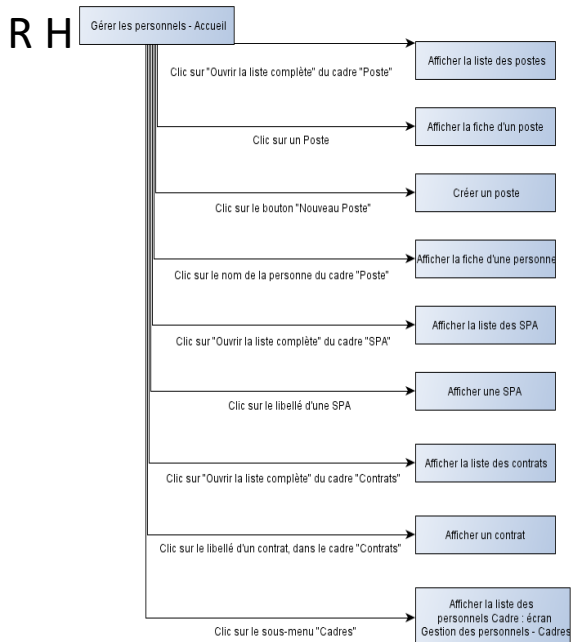 R H
Gérer les personnels - Accueil
Afficher la liste des postes
Clic sur "Ouvrir la liste complète" du cadre "Poste"
Afficher la fiche d'un poste
Clic sur un Poste
Créer un poste
Clic sur le bouton "Nouveau Poste"
Afficher la fiche d'une personne
Clic sur le nom de la personne du cadre "Poste"
Afficher la liste des SPA
Clic sur "Ouvrir la liste complète" du cadre "SPA"
Afficher une SPA
Clic sur le libellé d'une SPA
Afficher la liste des contrats
Clic sur "Ouvrir la liste complète" du cadre "Contrats"
Afficher un contrat
Clic sur le libellé d'un contrat, dans le cadre "Contrats"
Afficher la liste des
personnels Cadre : écran
Gestion des personnels - Cadres
Clic sur le sous-menu "Cadres"